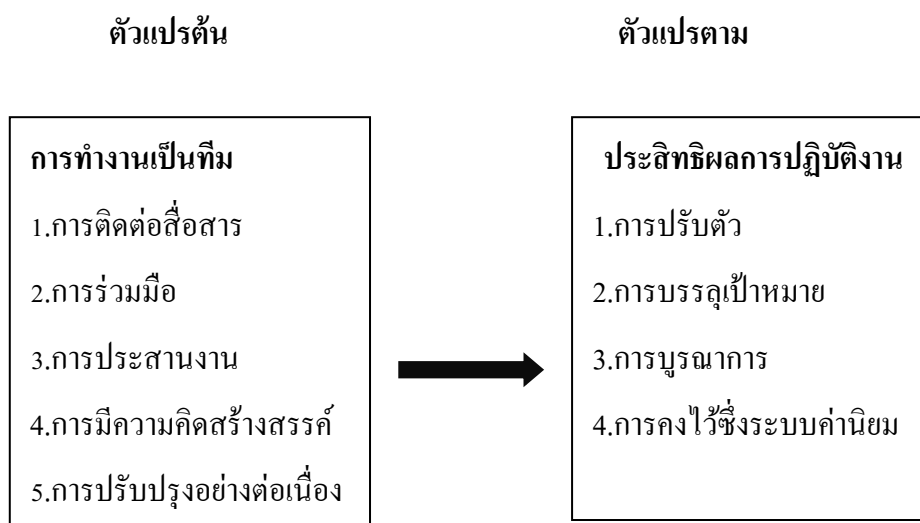 ตัวแปรต้น
ตัวแปรตาม
การทำงานเป็นทีม
1.การติดต่อสื่อสาร
2.การร่วมมือ
3.การประสานงาน
4.การมีความคิดสร้างสรรค์
5.การปรับปรุงอย่างต่อเนื่อง
ประสิทธิผลการปฏิบัติงาน
1.การปรับตัว
2.การบรรลุเป้าหมาย
3.การบูรณาการ
4.การคงไว้ซึ่งระบบค่านิยม